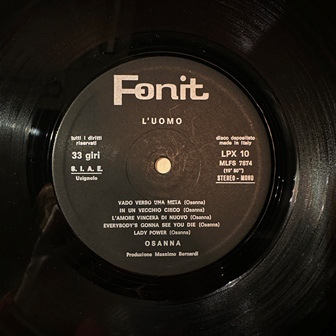 Fonit
L'UOMO
tutti i diritti
riservati
33 giri
S. I. A. E.
Usignolo
disco depositato
made in Italy
LPX 10
MLFS 7874
STEREO - MONO
VADO VERSO UNA META (Osanna)
IN UN VECCHIO CIECO (Osanna)
L'AMORE VINCERÀ DI NUOVO (Osanna)
EVERYBODY'S GONNA SEE YOU DIE (Osanna)
LADY POWER (Osanna)
OSANNA
Produzione Massimo Bernardi